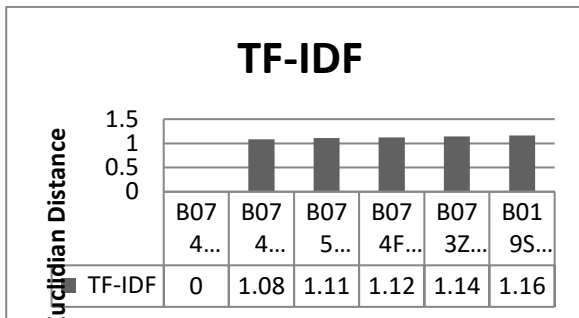 TF-IDF
Euclidian Distance
1.5
1
0.5
0
B07 B07 B07 B07 B07 B01
4... 4... 5... 4F... 3Z... 9S...
TF-IDF 0 1.08 1.11 1.12 1.14 1.16